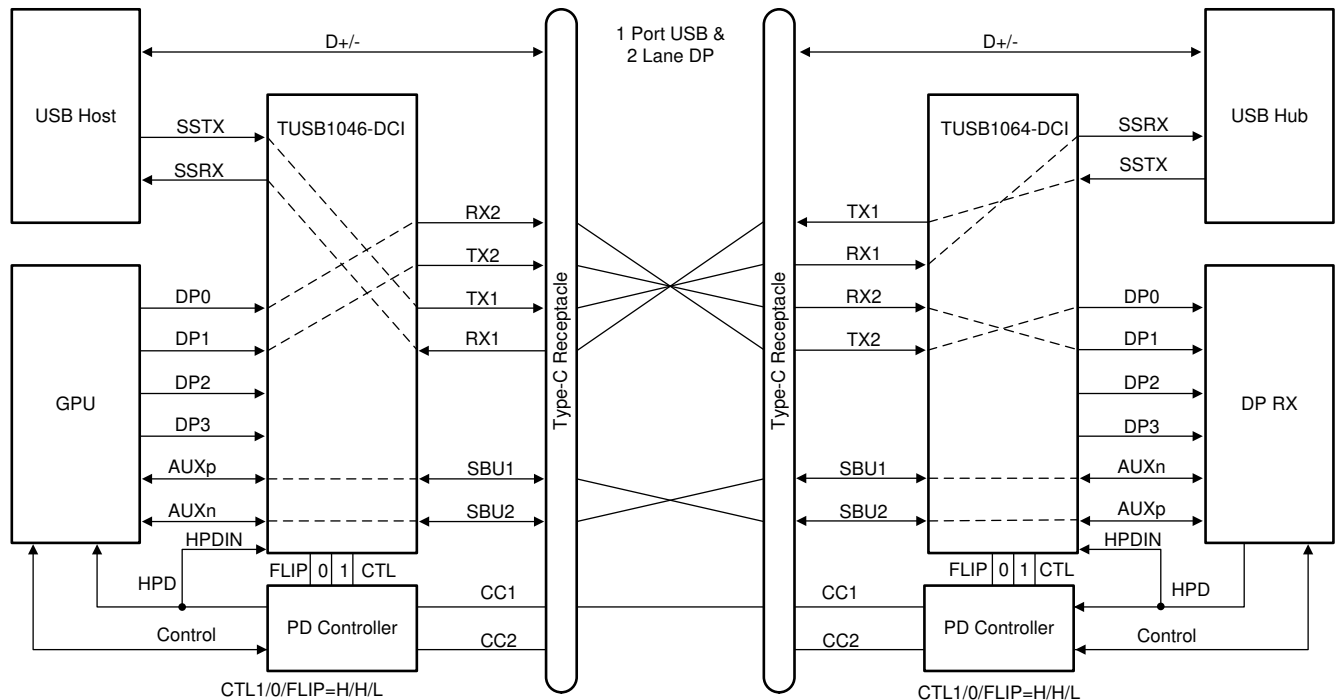 D+/-
1 Port USB &
2 Lane DP
D+/-
USB Host
TUSB1046-DCI
TUSB1064-DCI
USB Hub
SSTX
SSRX
SSRX
SSTX
RX2
TX2
TX1
RX1
TX1
RX1
RX2
TX2
Type-C Receptacle
Type-C Receptacle
GPU
DP0
DP1
DP2
DP3
AUXp
AUXn
HPDIN
SBU1
SBU2
SBU1
SBU2
DP0
DP1
DP2
DP3
AUXn
AUXp
HPDIN
DP RX
FLIP 0 1 CTL
FLIP 0 1 CTL
HPD
Control
PD Controller
CC1
CC2
CC1
CC2
PD Controller
HPD
Control
CTL1/0/FLIP=H/H/L
CTL1/0/FLIP=H/H/L